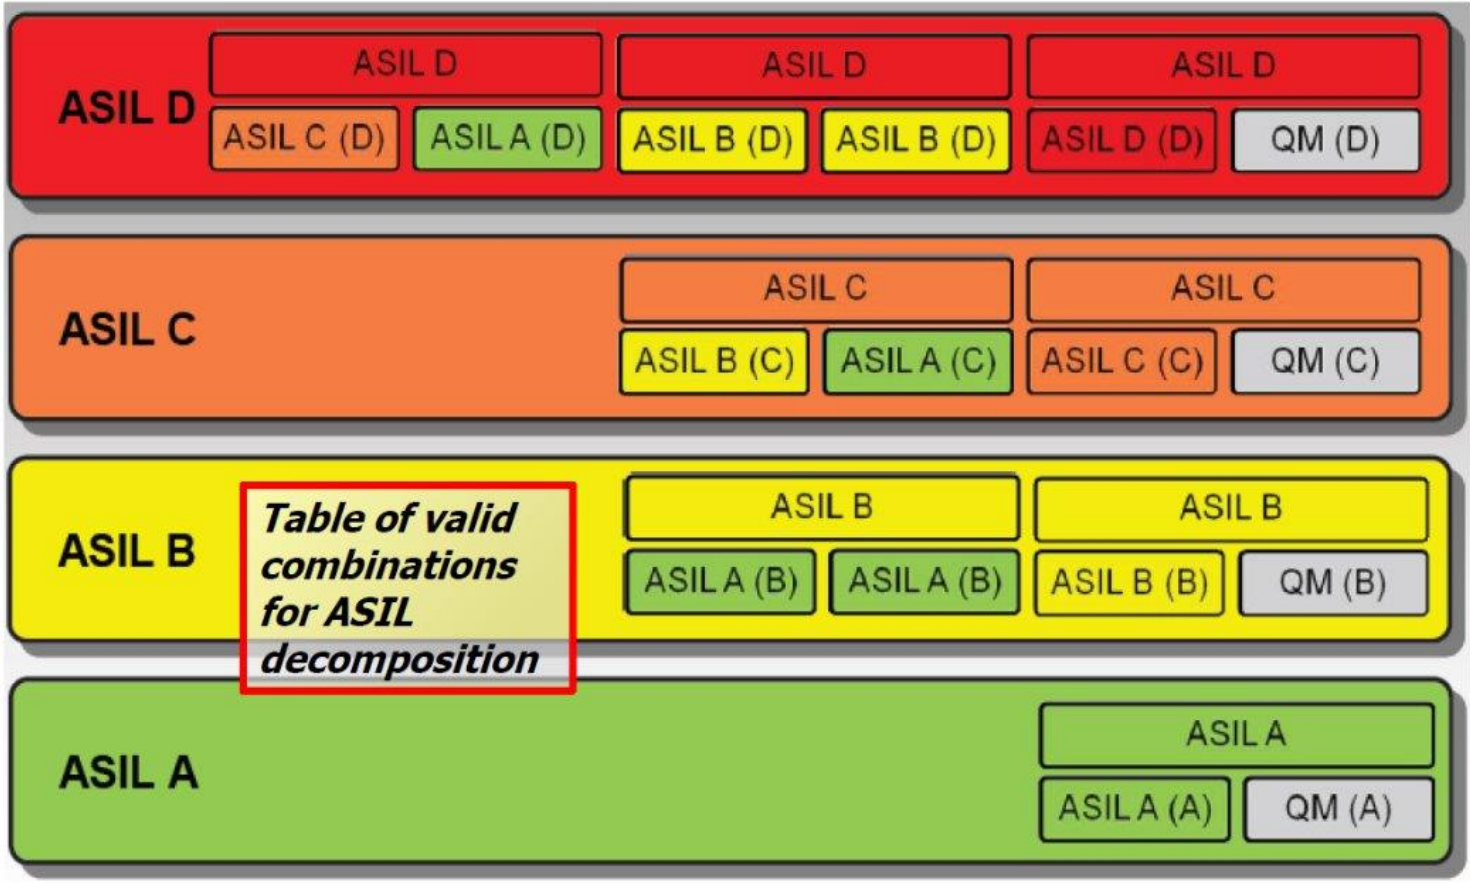 ASIL D
ASIL D
ASIL D
ASIL D
ASIL C (D)
ASIL A (D)
ASIL B (D)
ASIL B (D)
ASIL D (D)
QM (D)
ASIL C
ASIL C
ASIL C
ASIL B (C)
ASIL A (C)
ASIL C (C)
QM (C)
ASIL B
Table of valid
combinations
for ASIL
decomposition
ASIL B
ASIL B
ASIL A (B)
ASIL A (B)
ASIL B (B)
QM (B)
ASIL A
ASIL A
ASIL A (A)
QM (A)